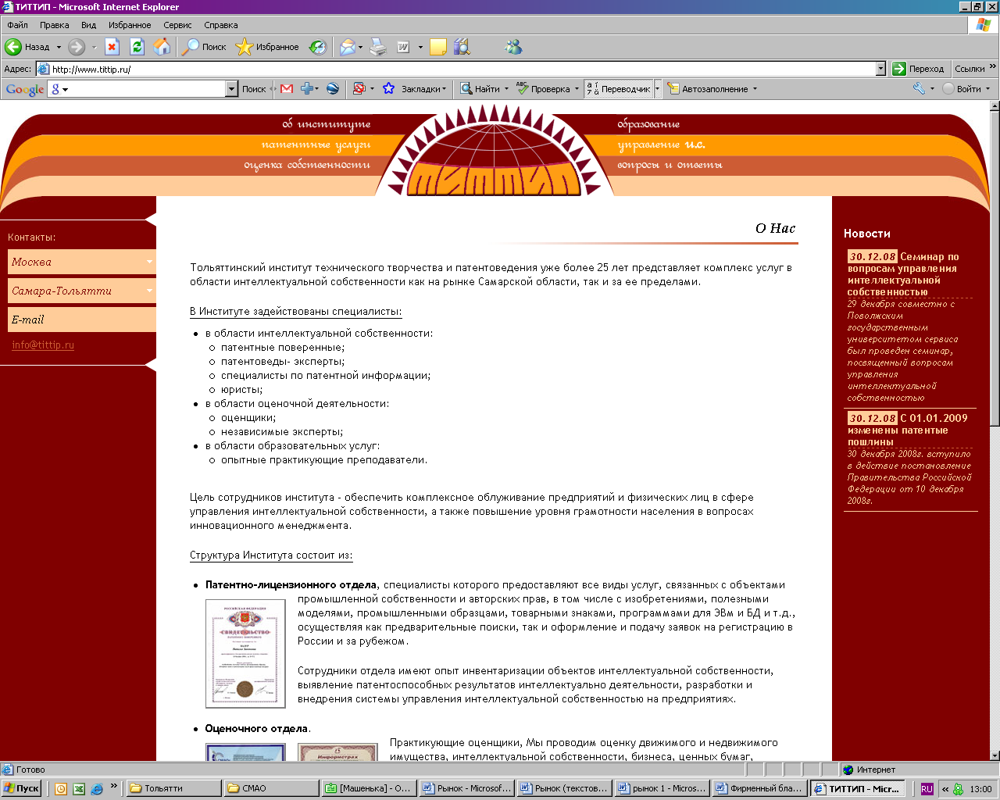 ТИТТИП - Microsoft Internet Explorer
Файл Правка Вид Избранное Сервис Справка
Назад Поиск Избранное
Адрес: http://www.tittip.ru/ Переход Ссылки »
Google g Поиск Закладки Найти Проверка Переводчик Автозаполнение Войти
об институте
патентные услуги
оценка собственности
ТИТТИП
образование
управление и.с.
вопросы и ответы
Контакты:
Москва
Самара-Тольятти
E-mail
info@tittip.ru
О Нас
Тольяттинский институт технического творчества и патентоведения уже более 25 лет представляет комплекс услуг в
области интеллектуальной собственности как на рынке Самарской области, так и за ее пределами.
В Институте задействованы специалисты:
в области интеллектуальной собственности:
патентные поверенные;
патентоведы- эксперты;
специалисты по патентной информации;
юристы;
в области оценочной деятельности:
оценщики;
независимые эксперты;
в области образовательных услуг:
опытные практикующие преподаватели.
Цель сотрудников института - обеспечить комплексное облуживание предприятий и физических лиц в сфере
управления интеллектуальной собственности, а также повышение уровня грамотности населения в вопросах
инновационного менеджмента.
Структура Института состоит из:
Патентно-лицензионного отдела, специалисты которого предоставляют все виды услуг, связанных с объектами
промышленной собственности и авторских прав, в том числе с изобретениями, полезными
моделями, промышленными образцами, товарными знаками, программами для ЭВм и БД и т.д.,
осуществляя как предварительные поиски, так и оформление и подачу заявок на регистрацию в
России и за рубежом.
РОССИЙСКАЯ ФЕДЕРАЦИЯ
СВИДЕТЕЛЬСТВО
Сотрудники отдела имеют опыт инвентаризации объектов интеллектуальной собственности,
выявление патентоспособных результатов интеллектуально деятельности, разработки и
внедрения системы управления интеллектуальной собственностью на предприятиях.
Оценочного отдела.
Практикующие оценщики, Мы проводим оценку движимого и недвижимого
имущества, интеллектуальной собственности, бизнеса, ценных бумаг,
Информстрах
Новости
30.12.08 Семинар по
вопросам управления
интеллектуальной
собственностью
29 декабря совместно с
Поволжским
государственным
университетом сервиса
был проведен семинар,
посвященный вопросам
управления
интеллектуальной
собственностью
30.12.08 С 01.01.2009
изменены патентые
пошлины
30 декабря 2008г. вступило
в действие постановление
Правительства Российской
Федерации от 10 декабря
2008г.
Готово Интернет
Пуск » Тольятти СМАО [Машенька] - О... Рынок - Microsof... Рынок (текстов... рынок 1 - Micros... Фирменный бла... ТИТТИП - Micr... RU « 13:00